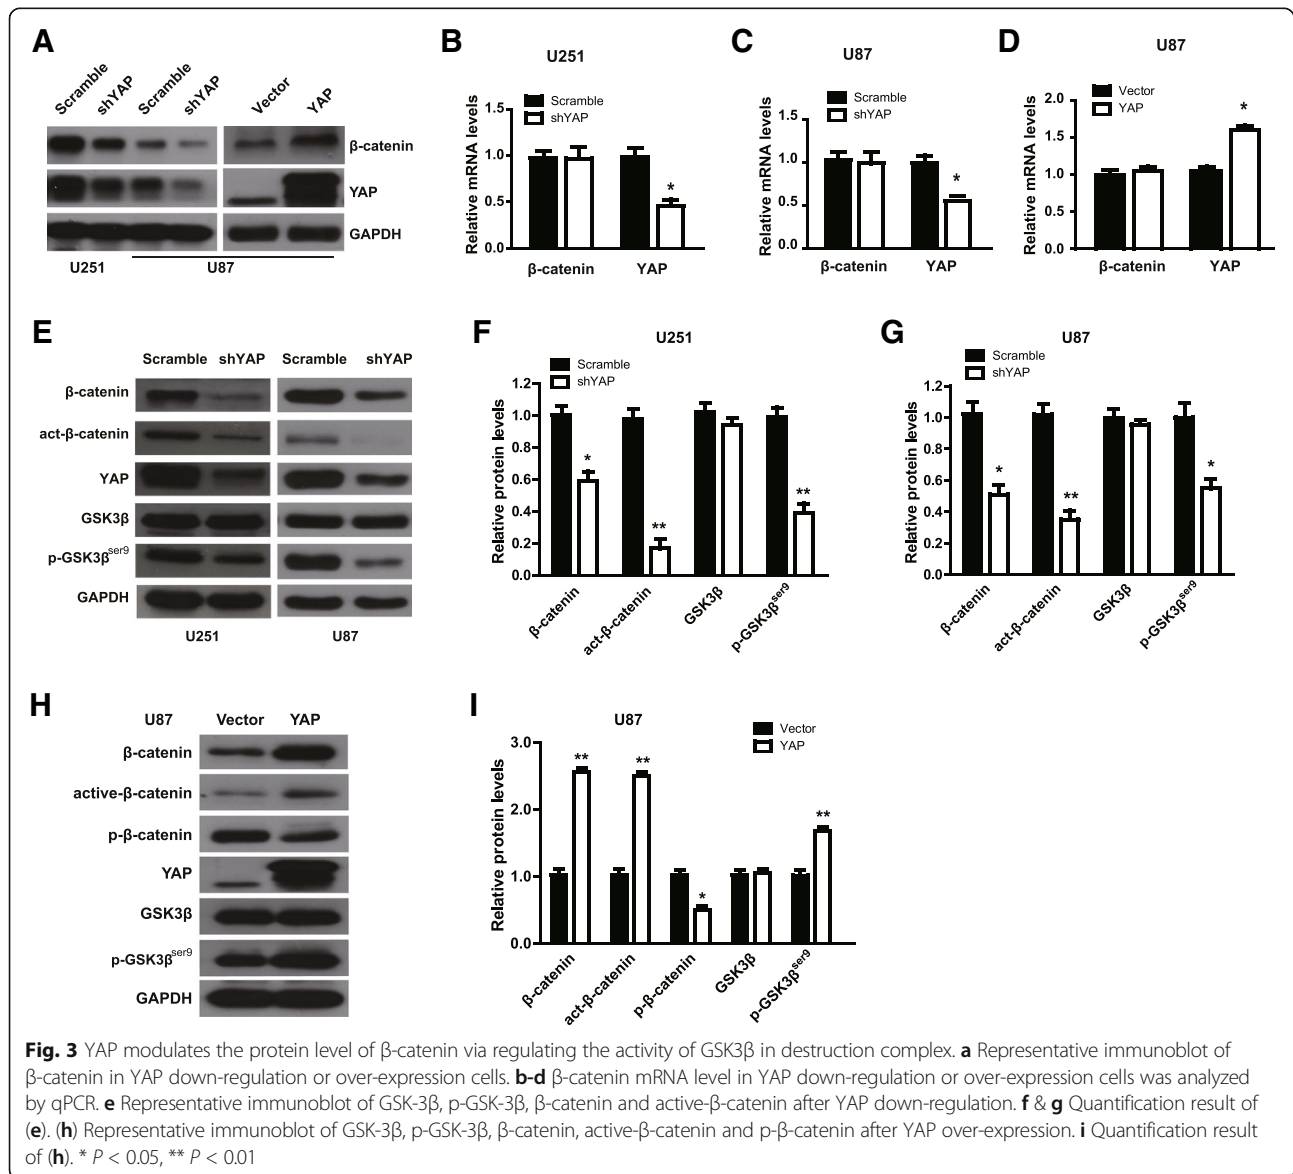 A
Scramble
shYAP
Scramble
shYAP
Vector
YAP
β-catenin
YAP
GAPDH
U251
U87
B
U251
Scramble
shYAP
Relative mRNA levels
1.5
1.0
0.5
0.0
*
β-catenin YAP
C
U87
Scramble
shYAP
Relative mRNA levels
1.5
1.0
0.5
0.0
*
β-catenin YAP
D
U87
Vector
YAP
Relative mRNA levels
2.0
1.5
1.0
0.5
0.0
*
β-catenin YAP
E
Scramble shYAP Scramble shYAP
β-catenin
act-β-catenin
YAP
GSK3β
p-GSK3βser9
GAPDH
U251 U87
F
U251
Scramble
shYAP
Relative protein levels
1.2
1.0
0.8
0.6
0.4
0.2
0.0
*
**
**
β-catenin
act-β-catenin
GSK3β
p-GSK3βser9
G
U87
Scramble
shYAP
Relative protein levels
1.2
1.0
0.8
0.6
0.4
0.2
0.0
*
**
*
β-catenin
act-β-catenin
GSK3β
p-GSK3βser9
H
U87 Vector YAP
β-catenin
active-β-catenin
p-β-catenin
YAP
GSK3β
p-GSK3βser9
GAPDH
I
U87
Vector
YAP
Relative protein levels
3.0
2.0
1.0
0.0
**
**
*
**
β-catenin
act-β-catenin
p-β-catenin
GSK3β
p-GSK3βser9
Fig. 3 YAP modulates the protein level of β-catenin via regulating the activity of GSK3β in destruction complex. a Representative immunoblot of
β-catenin in YAP down-regulation or over-expression cells. b-d β-catenin mRNA level in YAP down-regulation or over-expression cells was analyzed
by qPCR. e Representative immunoblot of GSK-3β, p-GSK-3β, β-catenin and active-β-catenin after YAP down-regulation. f & g Quantification result of
(e). (h) Representative immunoblot of GSK-3β, p-GSK-3β, β-catenin, active-β-catenin and p-β-catenin after YAP over-expression. i Quantification result
of (h). * P < 0.05, ** P < 0.01